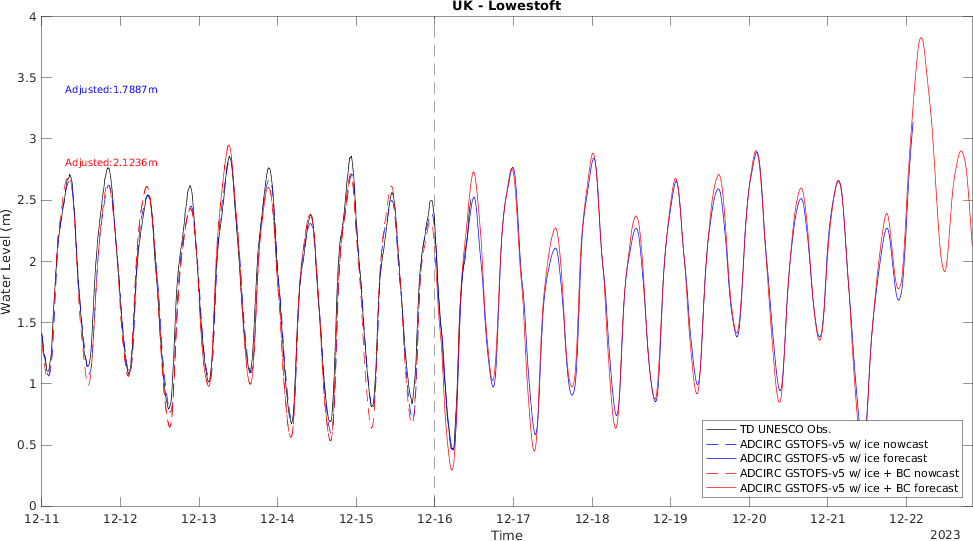 UK - Lowestoft
4
3.5
3
2.5
2
1.5
1
0.5
0
Water Level (m)
Adjusted:1.7887m
Adjusted:2.1236m
TD UNESCO Obs.
ADCIRC GSTOFS-v5 w/ ice nowcast
ADCIRC GSTOFS-v5 w/ ice forecast
ADCIRC GSTOFS-v5 w/ ice + BC nowcast
ADCIRC GSTOFS-v5 w/ ice + BC forecast
12-11 12-12 12-13 12-14 12-15 12-16 12-17 12-18 12-19 12-20 12-21 12-22
Time
2023